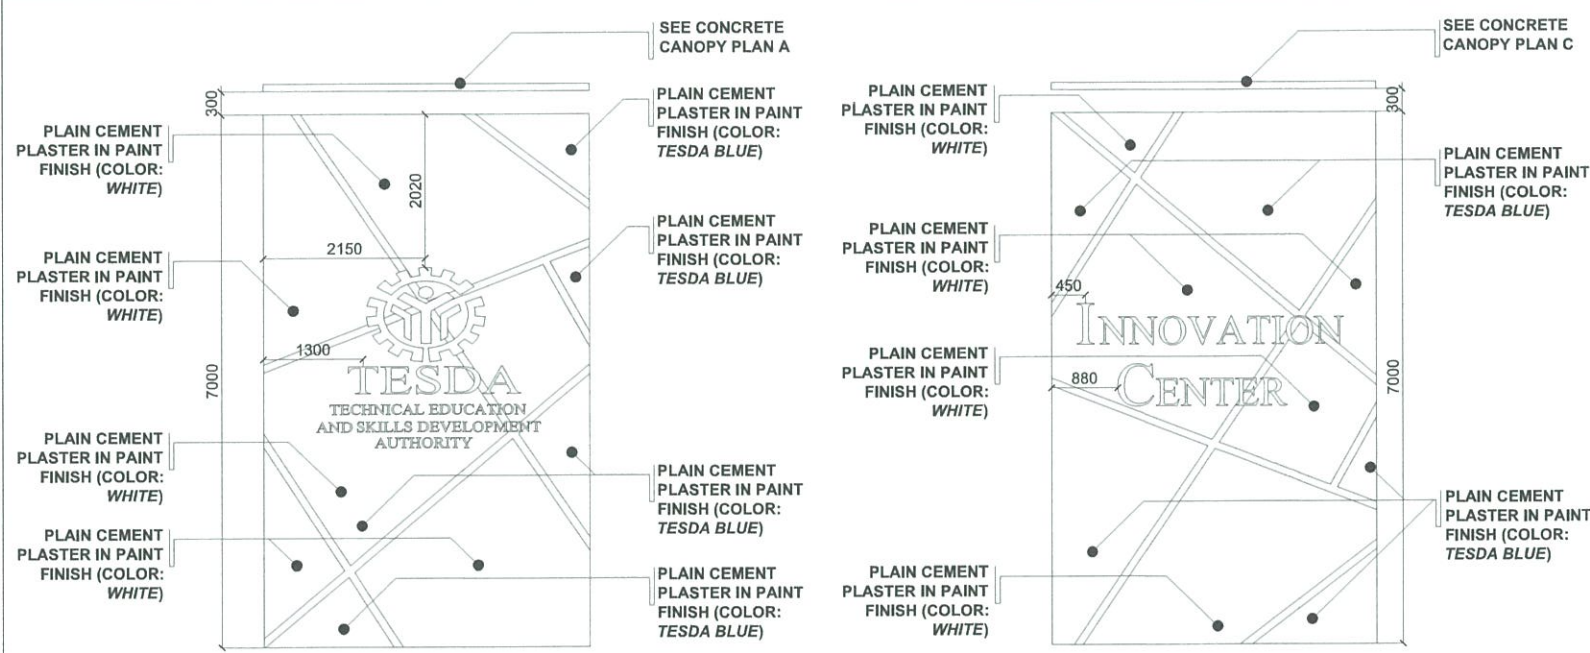 SEE CONCRETE
CANOPY PLAN A
PLAIN CEMENT
PLASTER IN PAINT
FINISH (COLOR:
TESDA BLUE)
300
PLAIN CEMENT
PLASTER IN PAINT
FINISH (COLOR:
WHITE)
2020
PLAIN CEMENT
PLASTER IN PAINT
FINISH (COLOR:
TESDA BLUE)
2150
PLAIN CEMENT
PLASTER IN PAINT
FINISH (COLOR:
WHITE)
1300
7000
TESDA
TECHNICAL EDUCATION
AND SKILLS DEVELOPMENT
AUTHORITY
PLAIN CEMENT
PLASTER IN PAINT
FINISH (COLOR:
WHITE)
PLAIN CEMENT
PLASTER IN PAINT
FINISH (COLOR:
TESDA BLUE)
PLAIN CEMENT
PLASTER IN PAINT
FINISH (COLOR:
WHITE)
PLAIN CEMENT
PLASTER IN PAINT
FINISH (COLOR:
TESDA BLUE)
SEE CONCRETE
CANOPY PLAN C
PLAIN CEMENT
PLASTER IN PAINT
FINISH (COLOR:
WHITE)
300
PLAIN CEMENT
PLASTER IN PAINT
FINISH (COLOR:
TESDA BLUE)
PLAIN CEMENT
PLASTER IN PAINT
FINISH (COLOR:
WHITE)
450
INNOVATION
CENTER
880
7000
PLAIN CEMENT
PLASTER IN PAINT
FINISH (COLOR:
WHITE)
PLAIN CEMENT
PLASTER IN PAINT
FINISH (COLOR:
TESDA BLUE)
PLAIN CEMENT
PLASTER IN PAINT
FINISH (COLOR:
WHITE)